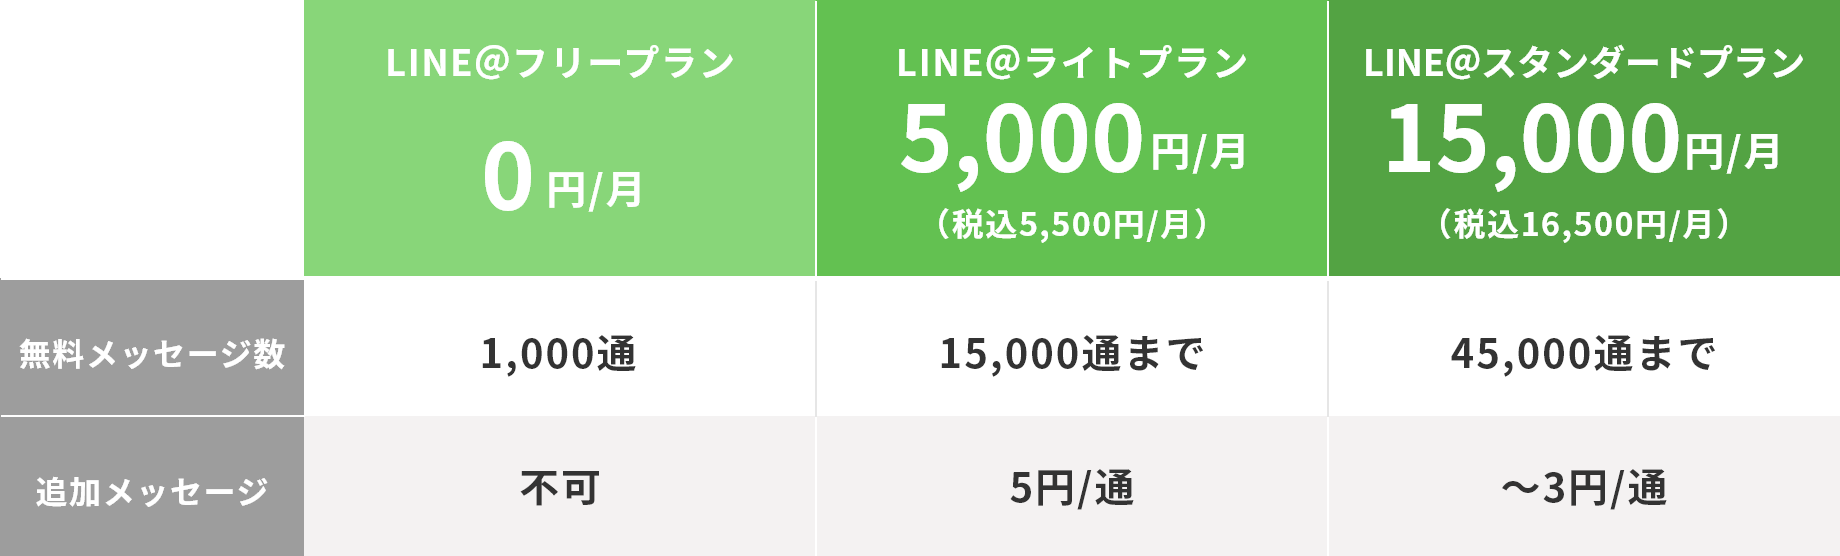 LINE@フリープラン
0円/月
LINE@ライトプラン
5,000円/月
（税込5,500円/月）
LINE@スタンダードプラン
15,000円/月
（税込16,500円/月）
無料メッセージ数
1,000通
15,000通まで
45,000通まで
追加メッセージ
不可
5円/通
～3円/通